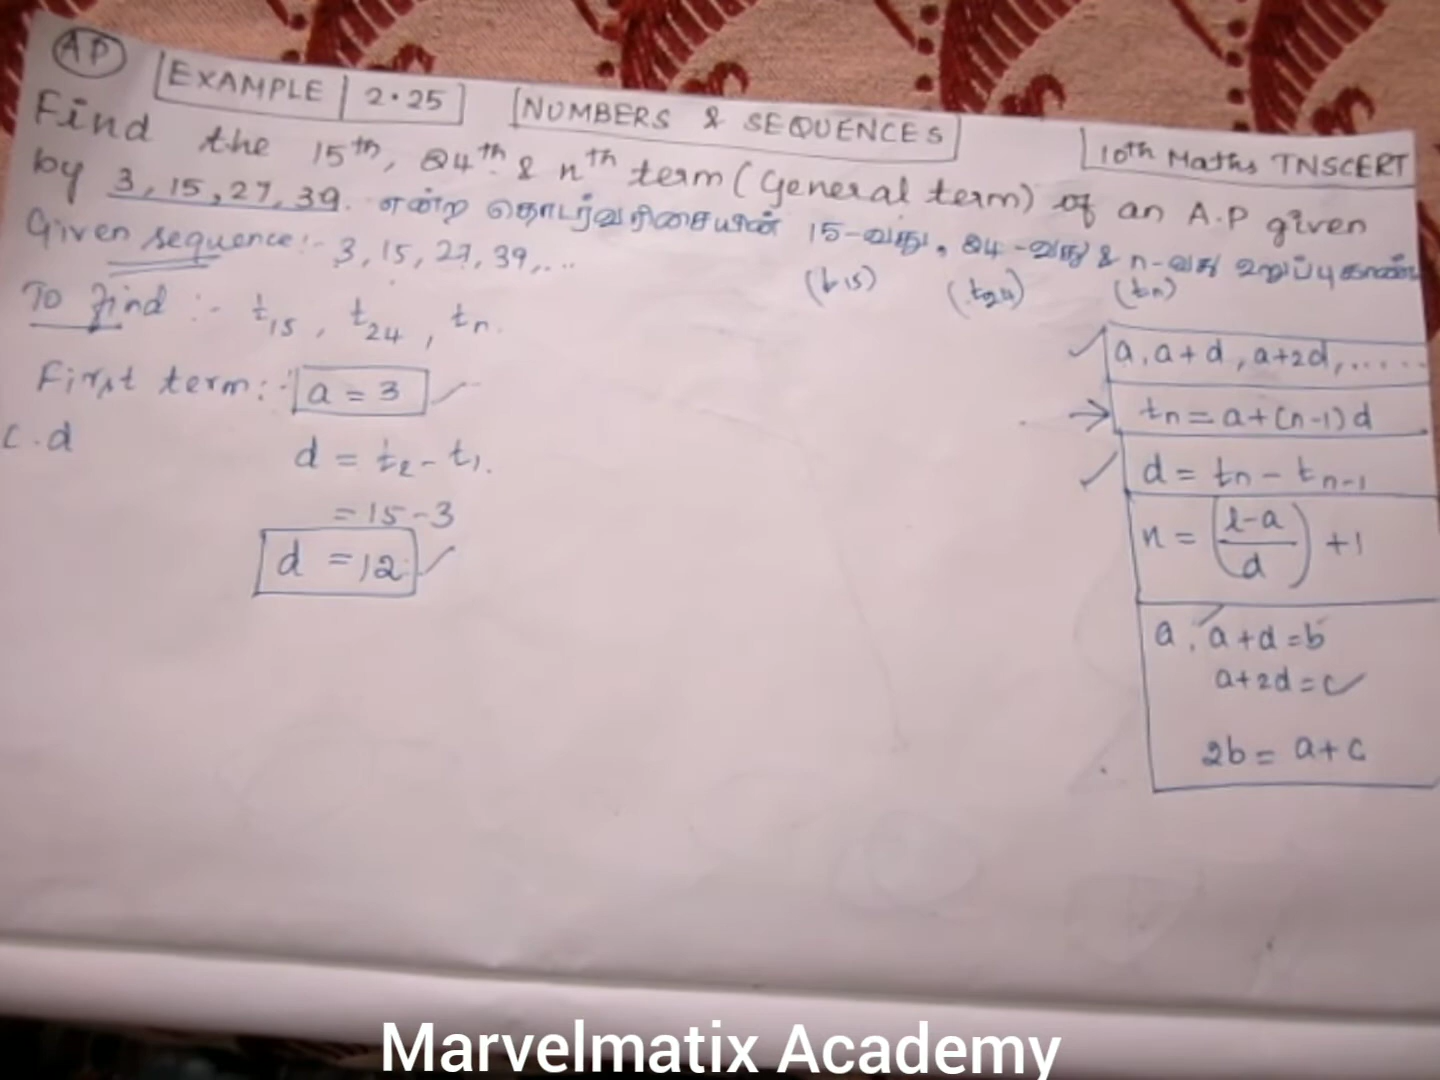 AP EXAMPLE 2.25 NUMBERS & SEQUENCES 10th Maths TNSCERT
Find the 15th, 24th & nth term (General term) of an A.P given
by 3, 15, 27, 39. என்ற தொடர்வரிசையின் 15-வது, 24-வது & n-வது உறுப்பு காண்க
(t15) (t24) (tn)
Given sequence:- 3, 15, 27, 39,...
To find :- t15, t24, tn.
First term:- a = 3
C.d d = t2 - t1.
= 15 - 3
d = 12
a, a+d, a+2d,.....
tn = a+(n-1)d
d = tn - tn-1
n = (l-a/d) +1
a, a+d = b
a+2d = c
2b = a+c
Marvelmatix Academy